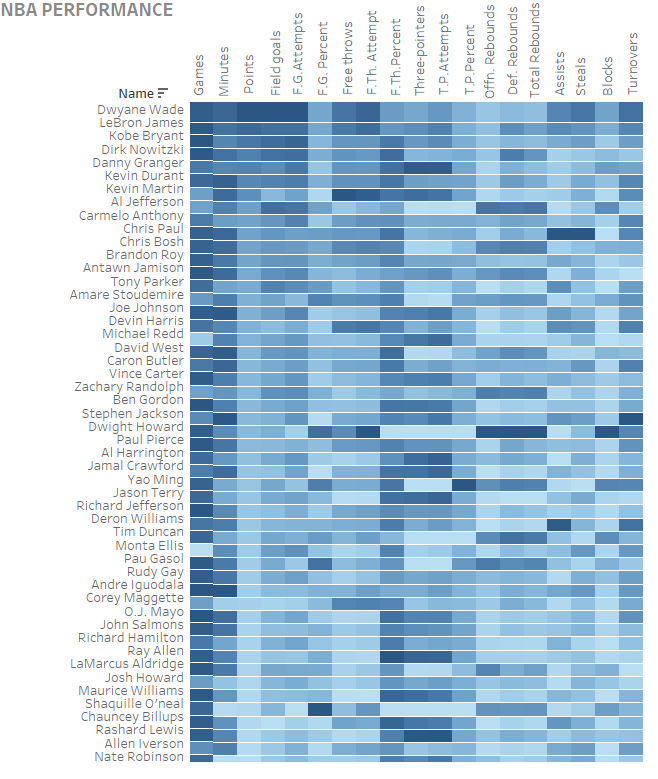 NBA PERFORMANCE
Name
Games
Minutes
Points
Field goals
F.G.Attempts
F.G. Percent
Free throws
F.Th. Attempt
F.Th.Percent
Three-pointers
T.P.Attempts
T.P.Percent
Offn. Rebounds
Def. Rebounds
Total Rebounds
Assists
Steals
Blocks
Turnovers
Dwyane Wade
LeBron James
Kobe Bryant
Dirk Nowitzki
Danny Granger
Kevin Durant
Kevin Martin
Al Jefferson
Carmelo Anthony
Chris Paul
Chris Bosh
Brandon Roy
Antawn Jamison
Tony Parker
Amare Stoudemire
Joe Johnson
Devin Harris
Michael Redd
David West
Caron Butler
Vince Carter
Zachary Randolph
Ben Gordon
Stephen Jackson
Dwight Howard
Paul Pierce
Al Harrington
Jamal Crawford
Yao Ming
Jason Terry
Richard Jefferson
Deron Williams
Tim Duncan
Monta Ellis
Pau Gasol
Rudy Gay
Andre Iguodala
Corey Maggette
O.J. Mayo
John Salmons
Richard Hamilton
Ray Allen
LaMarcus Aldridge
Josh Howard
Maurice Williams
Shaquille O'neal
Chauncey Billups
Rashard Lewis
Allen Iverson
Nate Robinson